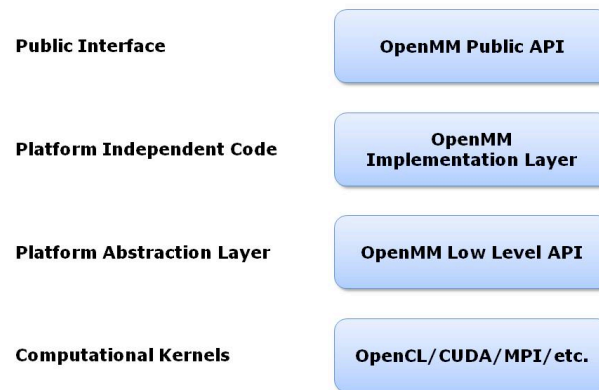 Public Interface
OpenMM Public API
Platform Independent Code
OpenMM
Implementation Layer
Platform Abstraction Layer
OpenMM Low Level API
Computational Kernels
OpenCL/CUDA/MPI/etc.